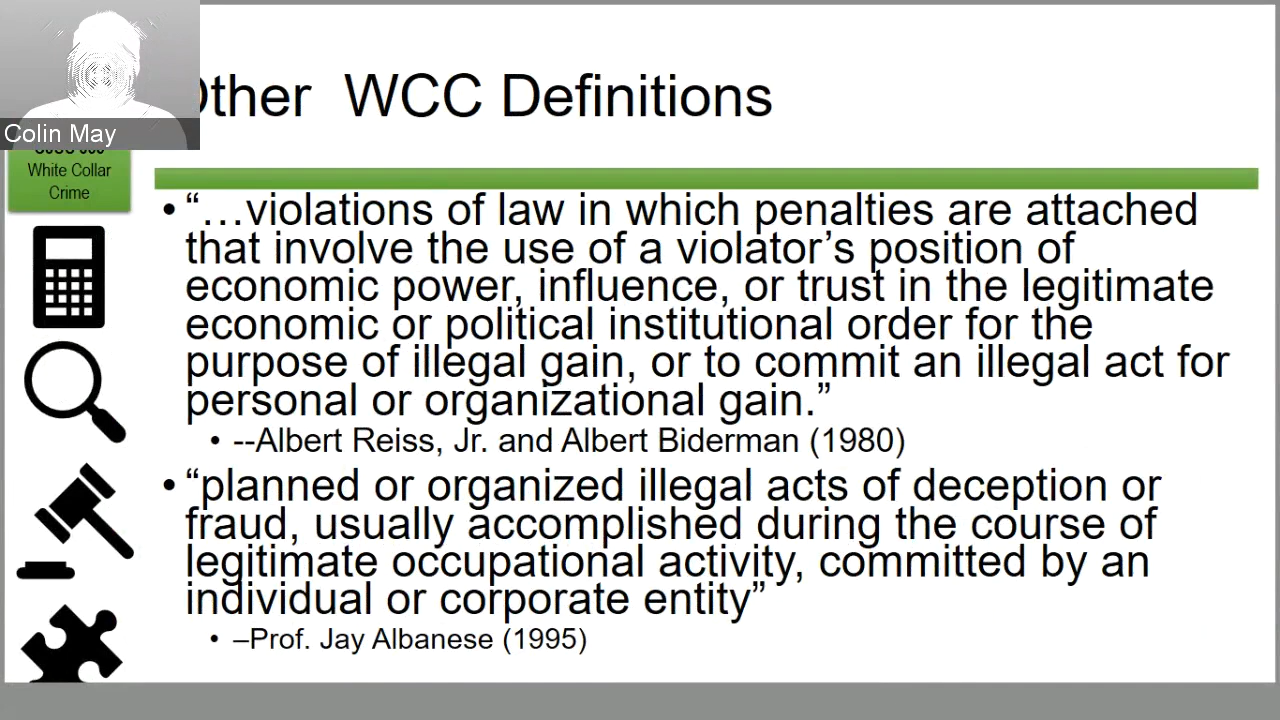 Other WCC Definitions
Colin May
White Collar
Crime
• “…violations of law in which penalties are attached
that involve the use of a violator’s position of
economic power, influence, or trust in the legitimate
economic or political institutional order for the
purpose of illegal gain, or to commit an illegal act for
personal or organizational gain.”
• --Albert Reiss, Jr. and Albert Biderman (1980)
• “planned or organized illegal acts of deception or
fraud, usually accomplished during the course of
legitimate occupational activity, committed by an
individual or corporate entity”
• –Prof. Jay Albanese (1995)